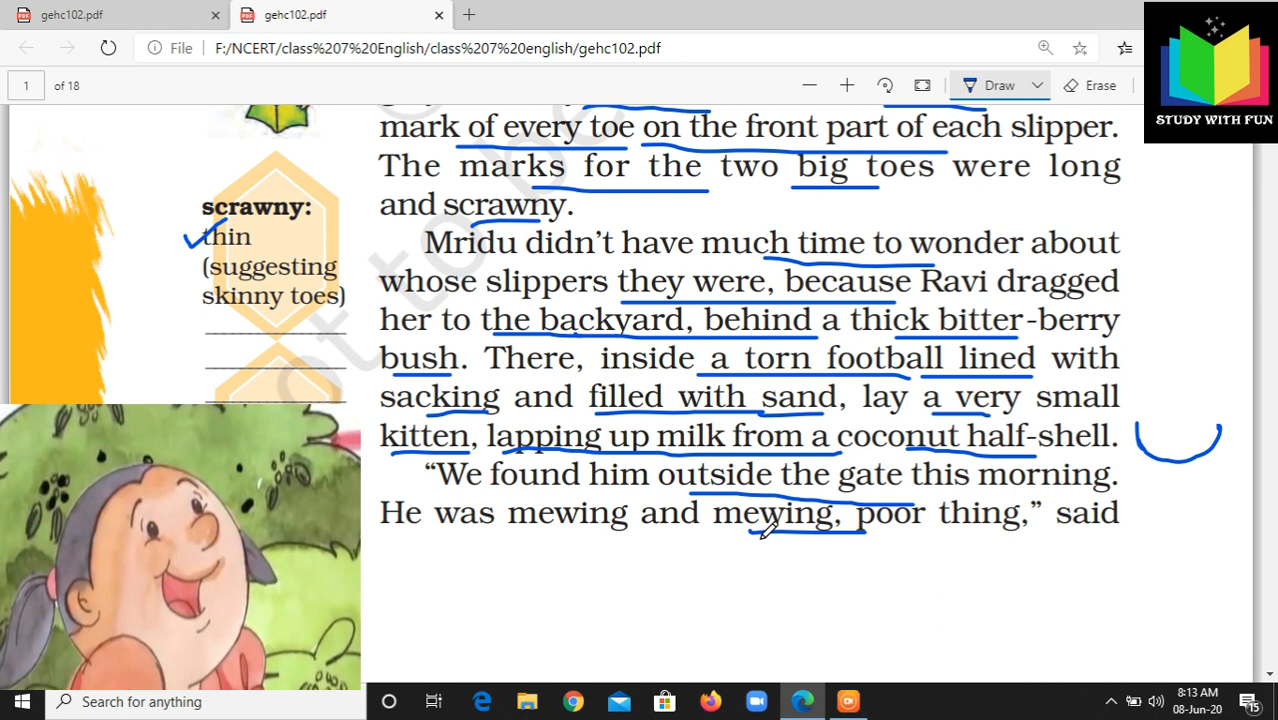 gehc102.pdf
gehc102.pdf
File F:/NCERT/class%207%20English/class%207%20english/gehc102.pdf
1 of 18 Draw Erase
STUDY WITH FUN
mark of every toe on the front part of each slipper.
The marks for the two big toes were long
and scrawny.
scrawny:
thin
(suggesting
skinny toes)
Mridu didn't have much time to wonder about
whose slippers they were, because Ravi dragged
her to the backyard, behind a thick bitter-berry
bush. There, inside a torn football lined with
sacking and filled with sand, lay a very small
kitten, lapping up milk from a coconut half-shell.
"We found him outside the gate this morning.
He was mewing and mewing, poor thing," said
Search for anything
8:13 AM
08-Jun-20
15